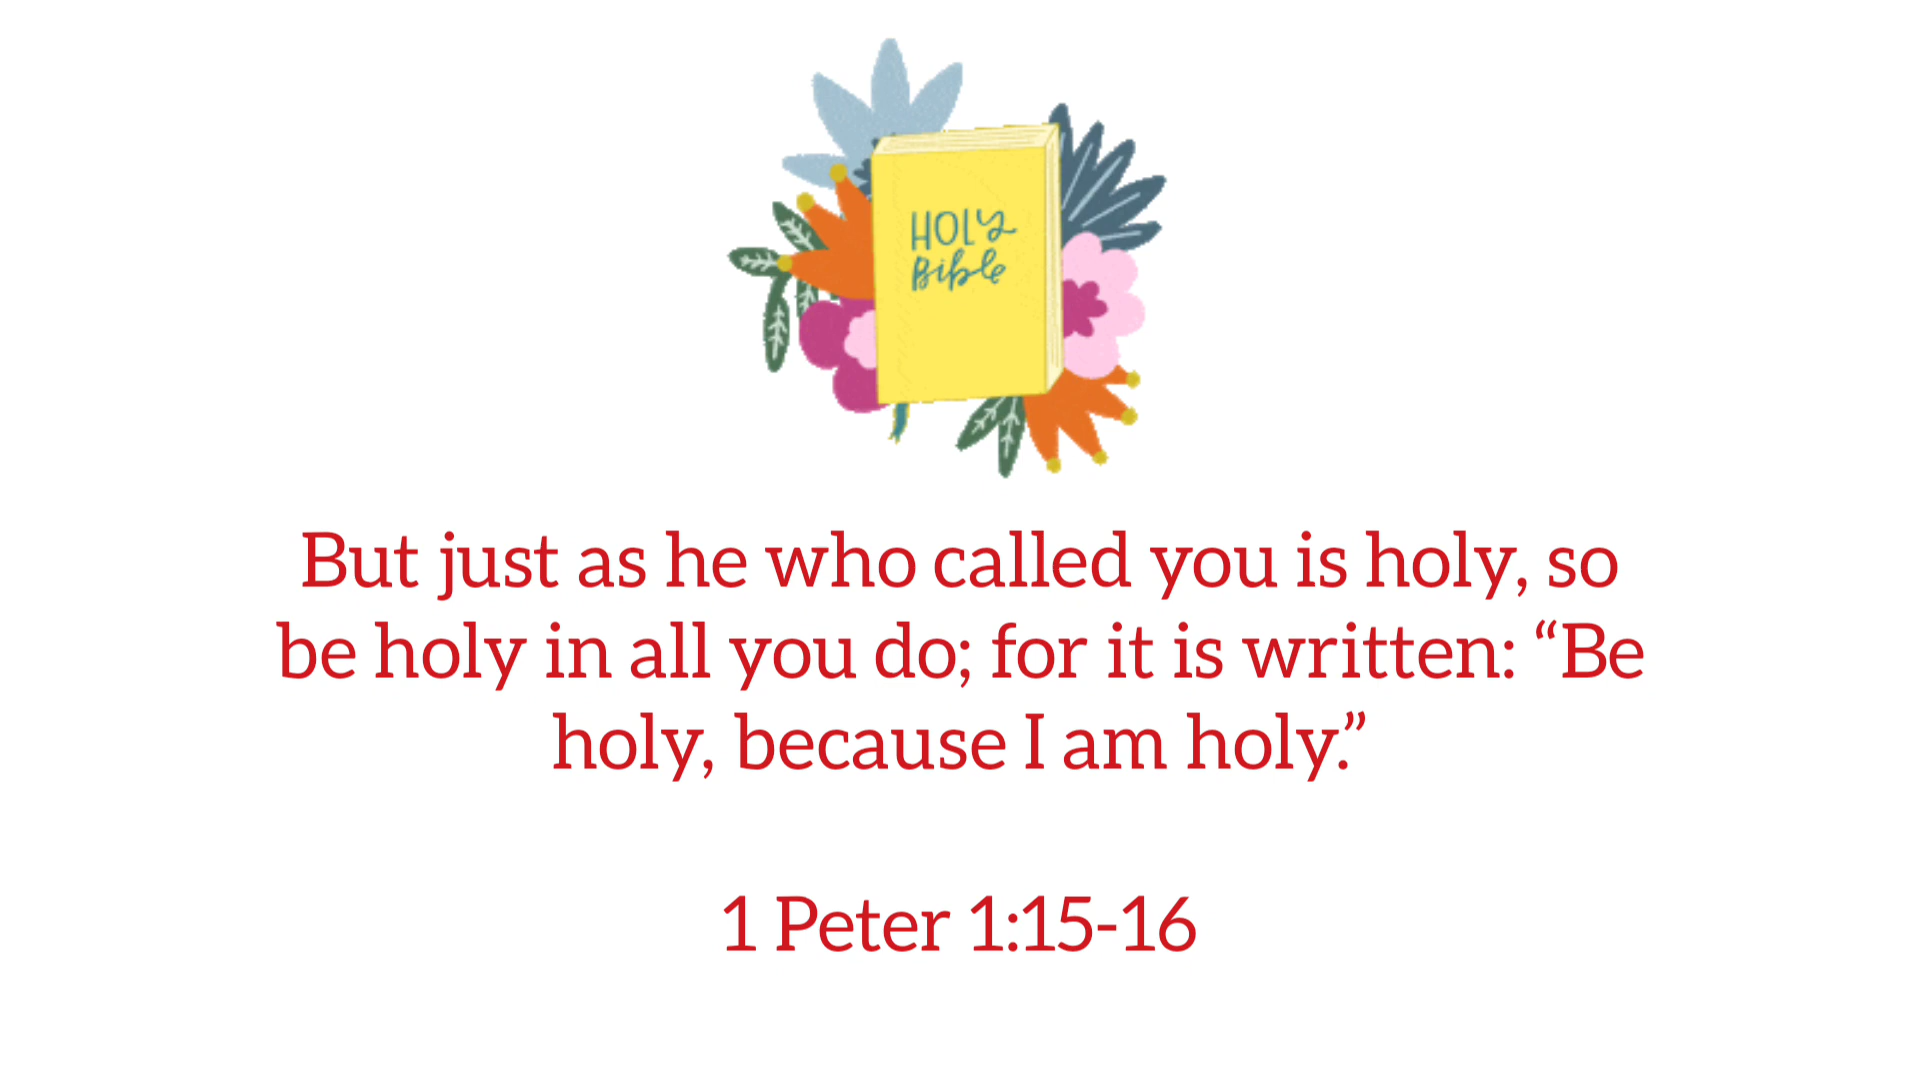 HOLY
Bible
But just as he who called you is holy, so
be holy in all you do; for it is written: “Be
holy, because I am holy.”
1 Peter 1:15-16